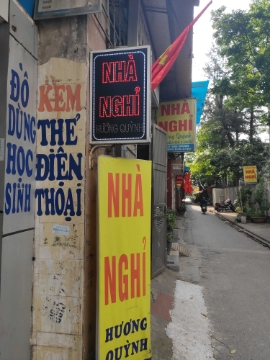 ĐỒ
DÙNG
HỌC
SINH
KEM
THẺ
ĐIỆN
THOẠI
NHÀ
NGHỈ
HƯƠNG QUỲNH
NHÀ
NGHỈ
HƯƠNG
QUỲNH
NHÀ
NGHỈ